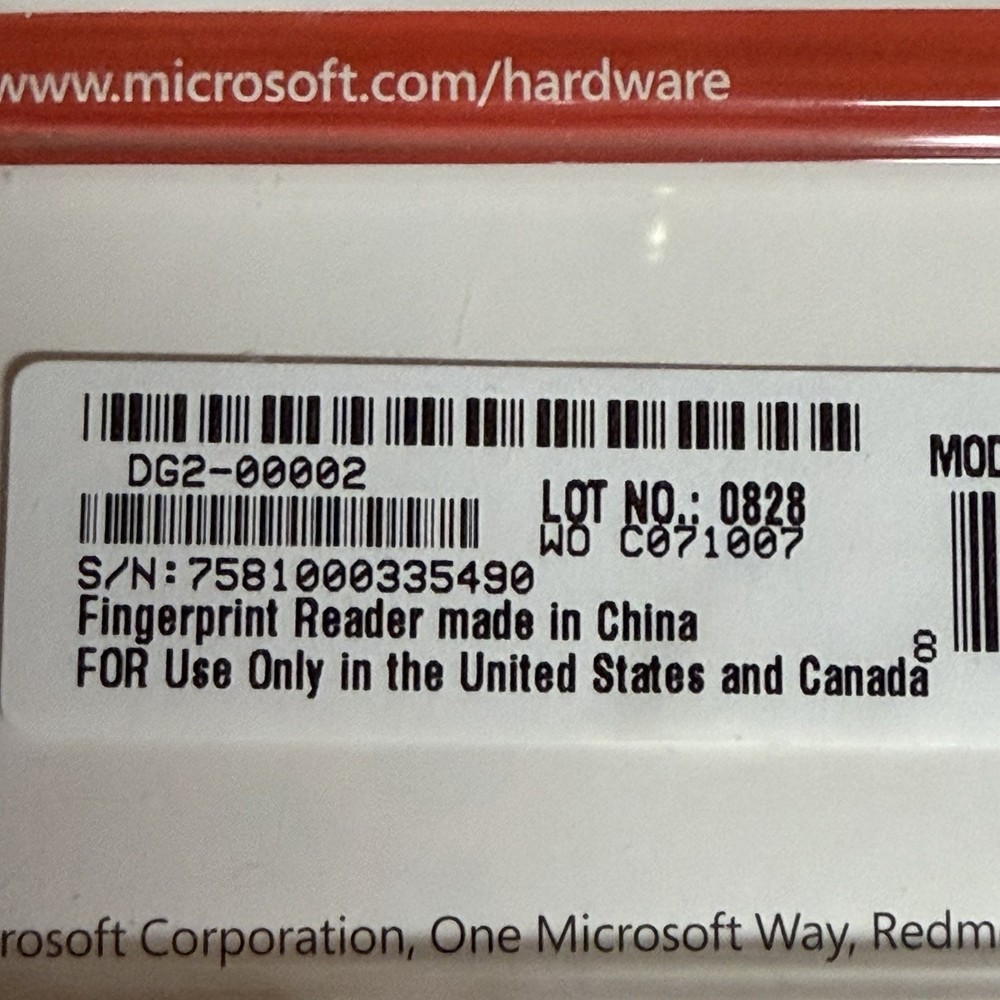 www.microsoft.com/hardware
DG2-00002
LOT NO.: 0828
WO C071007
S/N:7581000335490
Fingerprint Reader made in China
FOR Use Only in the United States and Canada
8
MOD
rosoft Corporation, One Microsoft Way, Redm